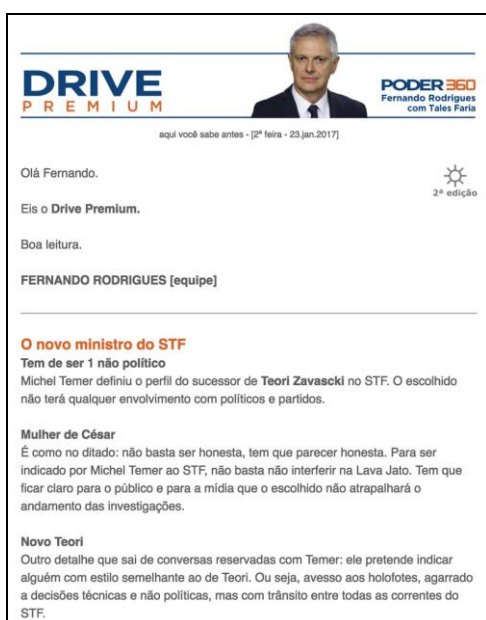 DRIVE
PREMIUM
PODER360
Fernando Rodrigues
com Tales Faria
aqui você sabe antes - [2ª feira - 23.jan.2017]
Olá Fernando.
2ª edição
Eis o Drive Premium.
Boa leitura.
FERNANDO RODRIGUES [equipe]
O novo ministro do STF
Tem de ser 1 não político
Michel Temer definiu o perfil do sucessor de Teori Zavascki no STF. O escolhido
não terá qualquer envolvimento com políticos e partidos.
Mulher de César
É como no ditado: não basta ser honesta, tem que parecer honesta. Para ser
indicado por Michel Temer ao STF, não basta não interferir na Lava Jato. Tem que
ficar claro para o público e para a mídia que o escolhido não atrapalhará o
andamento das investigações.
Novo Teori
Outro detalhe que sai de conversas reservadas com Temer: ele pretende indicar
alguém com estilo semelhante ao de Teori. Ou seja, avesso aos holofotes, agarrado
a decisões técnicas e não políticas, mas com trânsito entre todas as correntes do
STF.